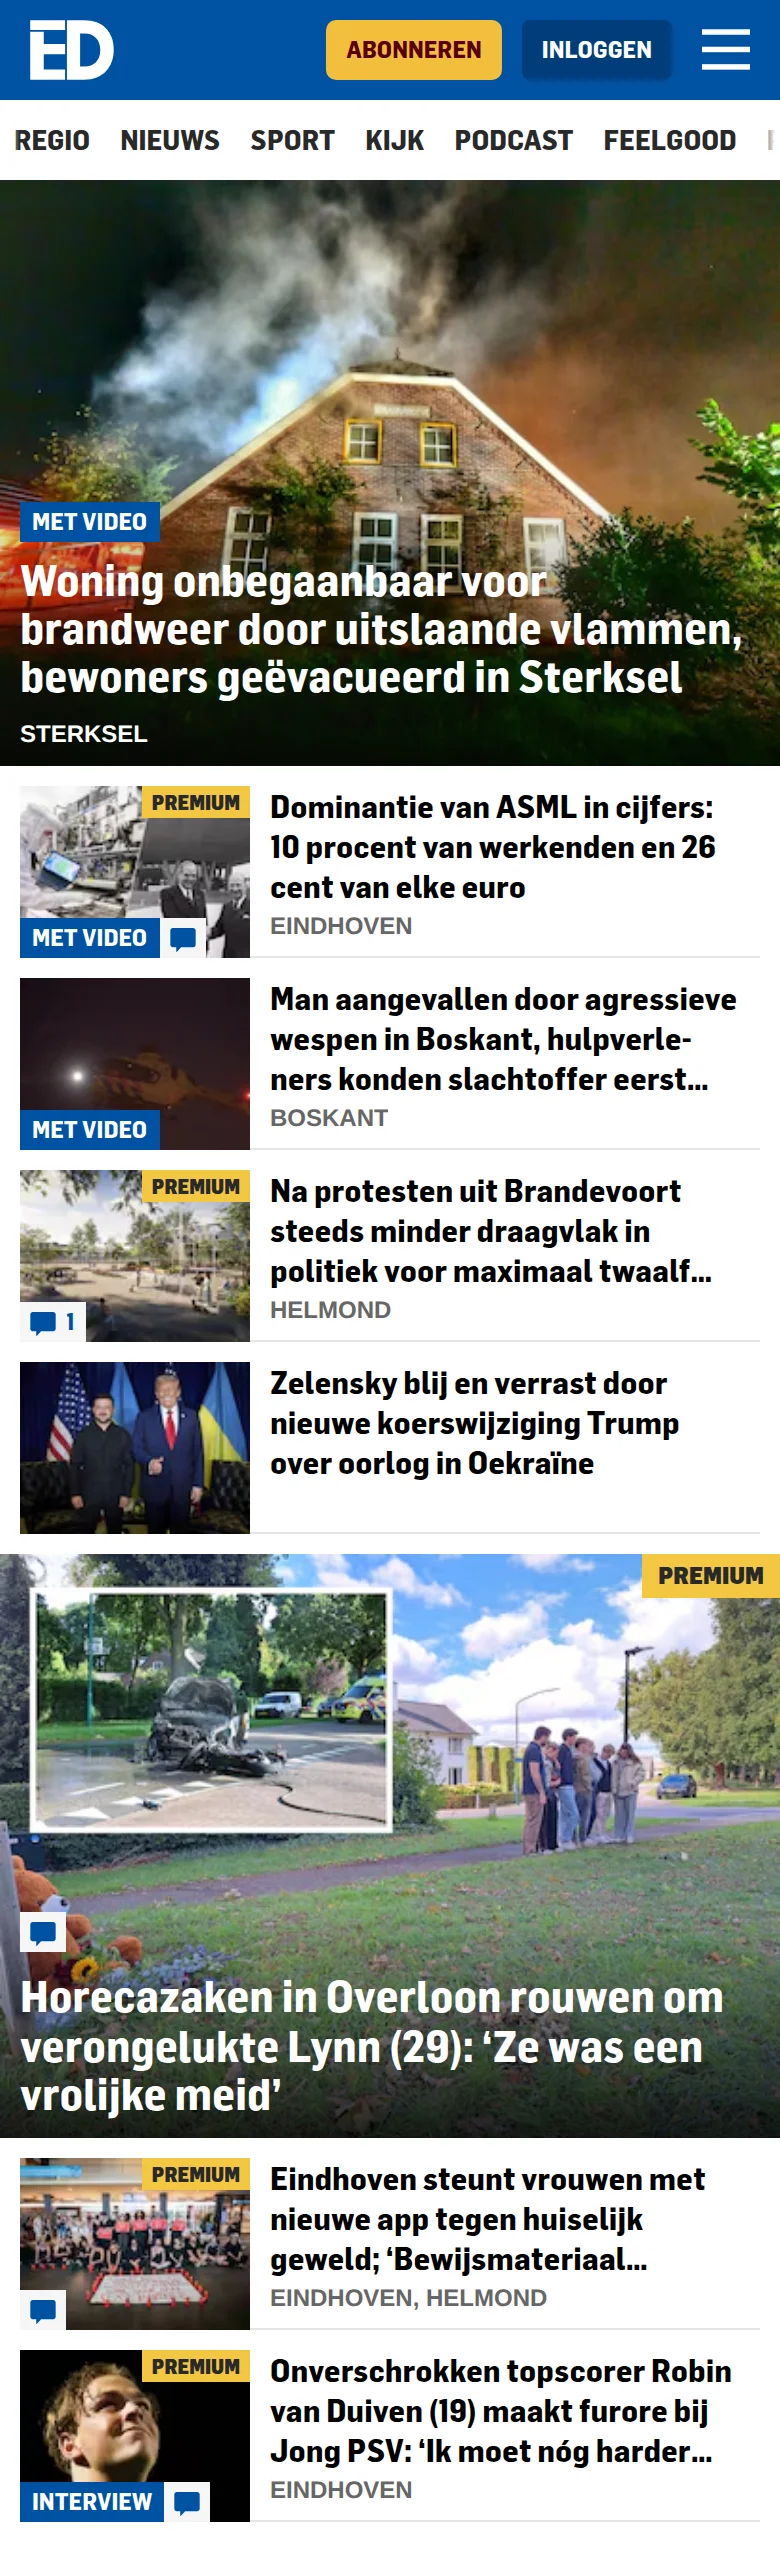 ED
ABONNEREN
INLOGGEN
REGIO NIEUWS SPORT KIJK PODCAST FEELGOOD
MET VIDEO
Woning onbegaanbaar voor
brandweer door uitslaande vlammen,
bewoners geëvacueerd in Sterksel
STERKSEL
PREMIUM
MET VIDEO
Dominantie van ASML in cijfers:
10 procent van werkenden en 26
cent van elke euro
EINDHOVEN
MET VIDEO
Man aangevallen door agressieve
wespen in Boskant, hulpverle-
ners konden slachtoffer eerst...
BOSKANT
PREMIUM
1
Na protesten uit Brandevoort
steeds minder draagvlak in
politiek voor maximaal twaalf...
HELMOND
Zelensky blij en verrast door
nieuwe koerswijziging Trump
over oorlog in Oekraïne
PREMIUM
Horecazaken in Overloon rouwen om
verongelukte Lynn (29): ‘Ze was een
vrolijke meid’
PREMIUM
Eindhoven steunt vrouwen met
nieuwe app tegen huiselijk
geweld; ‘Bewijsmateriaal...
EINDHOVEN, HELMOND
PREMIUM
INTERVIEW
Onverschrokken topscorer Robin
van Duiven (19) maakt furore bij
Jong PSV: ‘Ik moet nóg harder...
EINDHOVEN